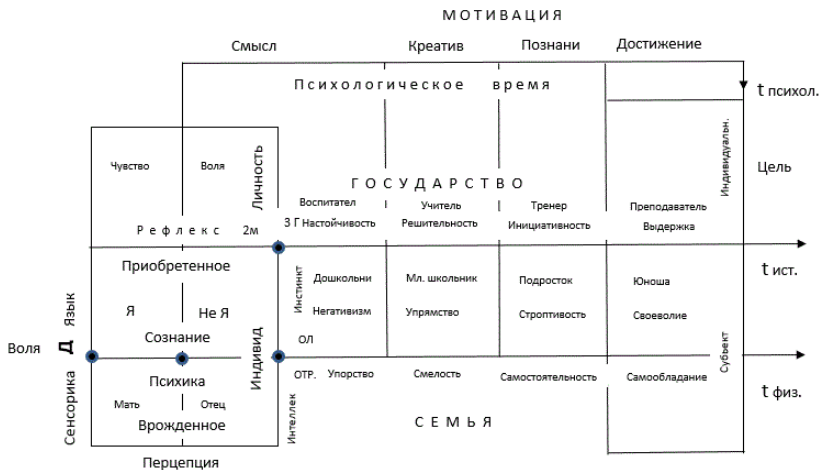 МОТИВАЦИЯ
Смысл Креатив Познани Достижение
Психологическое время
t психол.
Чувство Воля Личность Индивидуальн. Цель
ГОСУДАРСТВО
Воспитател Учитель Тренер Преподаватель
Рефлекс 2м 3 Г Настойчивость Решительность Инициативность Выдержка
Приобретенное t ист.
Инстинкт Дошкольни Мл. школьник Подросток Юноша
Язык Я Не Я Негативизм Упрямство Строптивость Своеволие
Воля Д Сознание Индивид ОЛ Субъект
Сенсорика Психика ОТР. Упорство Смелость Самостоятельность Самообладание
t физ.
Мать Отец Интеллек
Врожденное СЕМЬЯ
Перцепция